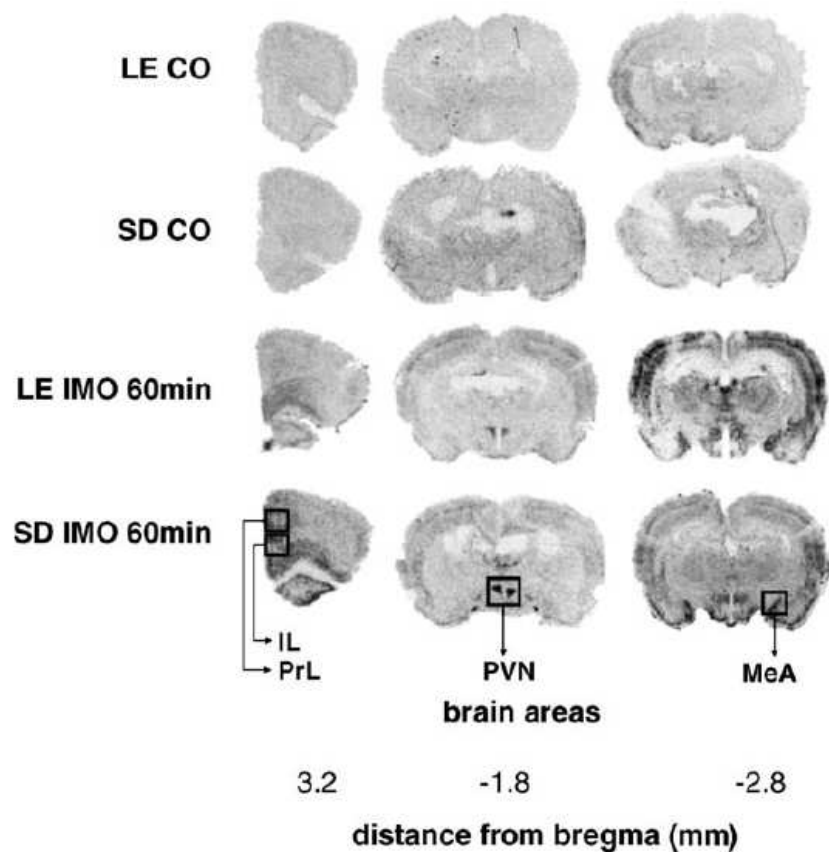 LE CO
SD CO
LE IMO 60min
SD IMO 60min
IL
PrL
PVN
MeA
brain areas
3.2 -1.8 -2.8
distance from bregma (mm)